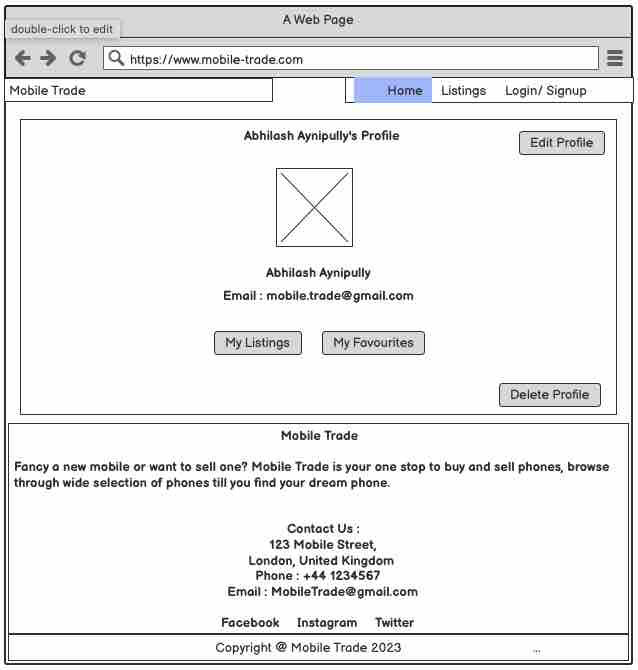 A Web Page
double-click to edit
https://www.mobile-trade.com
Mobile Trade
Home Listings Login/ Signup
Abhilash Aynipully's Profile
Edit Profile
Abhilash Aynipully
Email : mobile.trade@gmail.com
My Listings My Favourites
Delete Profile
Mobile Trade
Fancy a new mobile or want to sell one? Mobile Trade is your one stop to buy and sell phones, browse
through wide selection of phones till you find your dream phone.
Contact Us :
123 Mobile Street,
London, United Kingdom
Phone : +44 1234567
Email : MobileTrade@gmail.com
Facebook Instagram Twitter
Copyright @ Mobile Trade 2023 ...